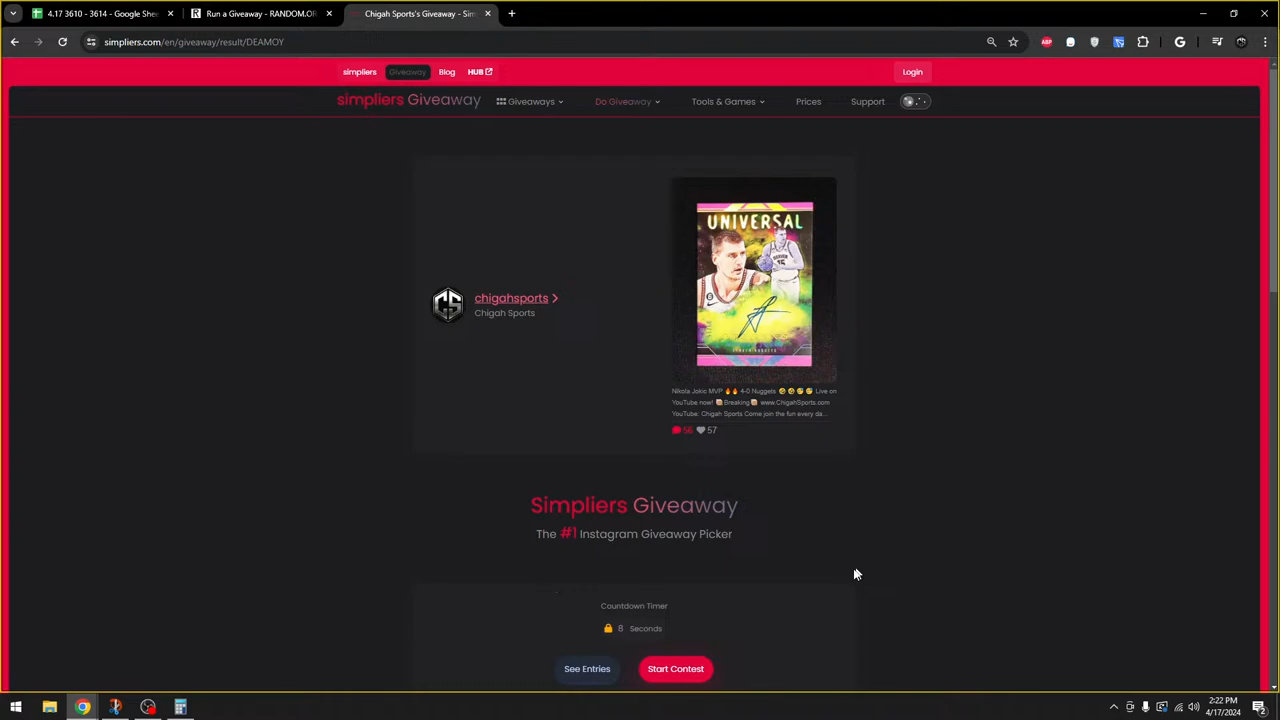 4.17 3610 - 3614 - Google Shee
Run a Giveaway - RANDOM.OR
Chigah Sports's Giveaway - Sim
simpliers.com/en/giveaway/result/DEAMOY
simpliers
Giveaway
Blog
HUB
Login
simpliers Giveaway
Giveaways
Do Giveaway
Tools & Games
Prices
Support
UNIVERSAL
chigahsports
Chigah Sports
Nikola Jokic MVP 🔥🔥 4-0 Nuggets 🤣🤣🤣🤣 Live on
YouTube now! Breaking www.ChigahSports.com
YouTube: Chigah Sports Come join the fun every da...
56 57
Simpliers Giveaway
The #1 Instagram Giveaway Picker
Countdown Timer
8 Seconds
See Entries
Start Contest
2:22 PM
4/17/2024